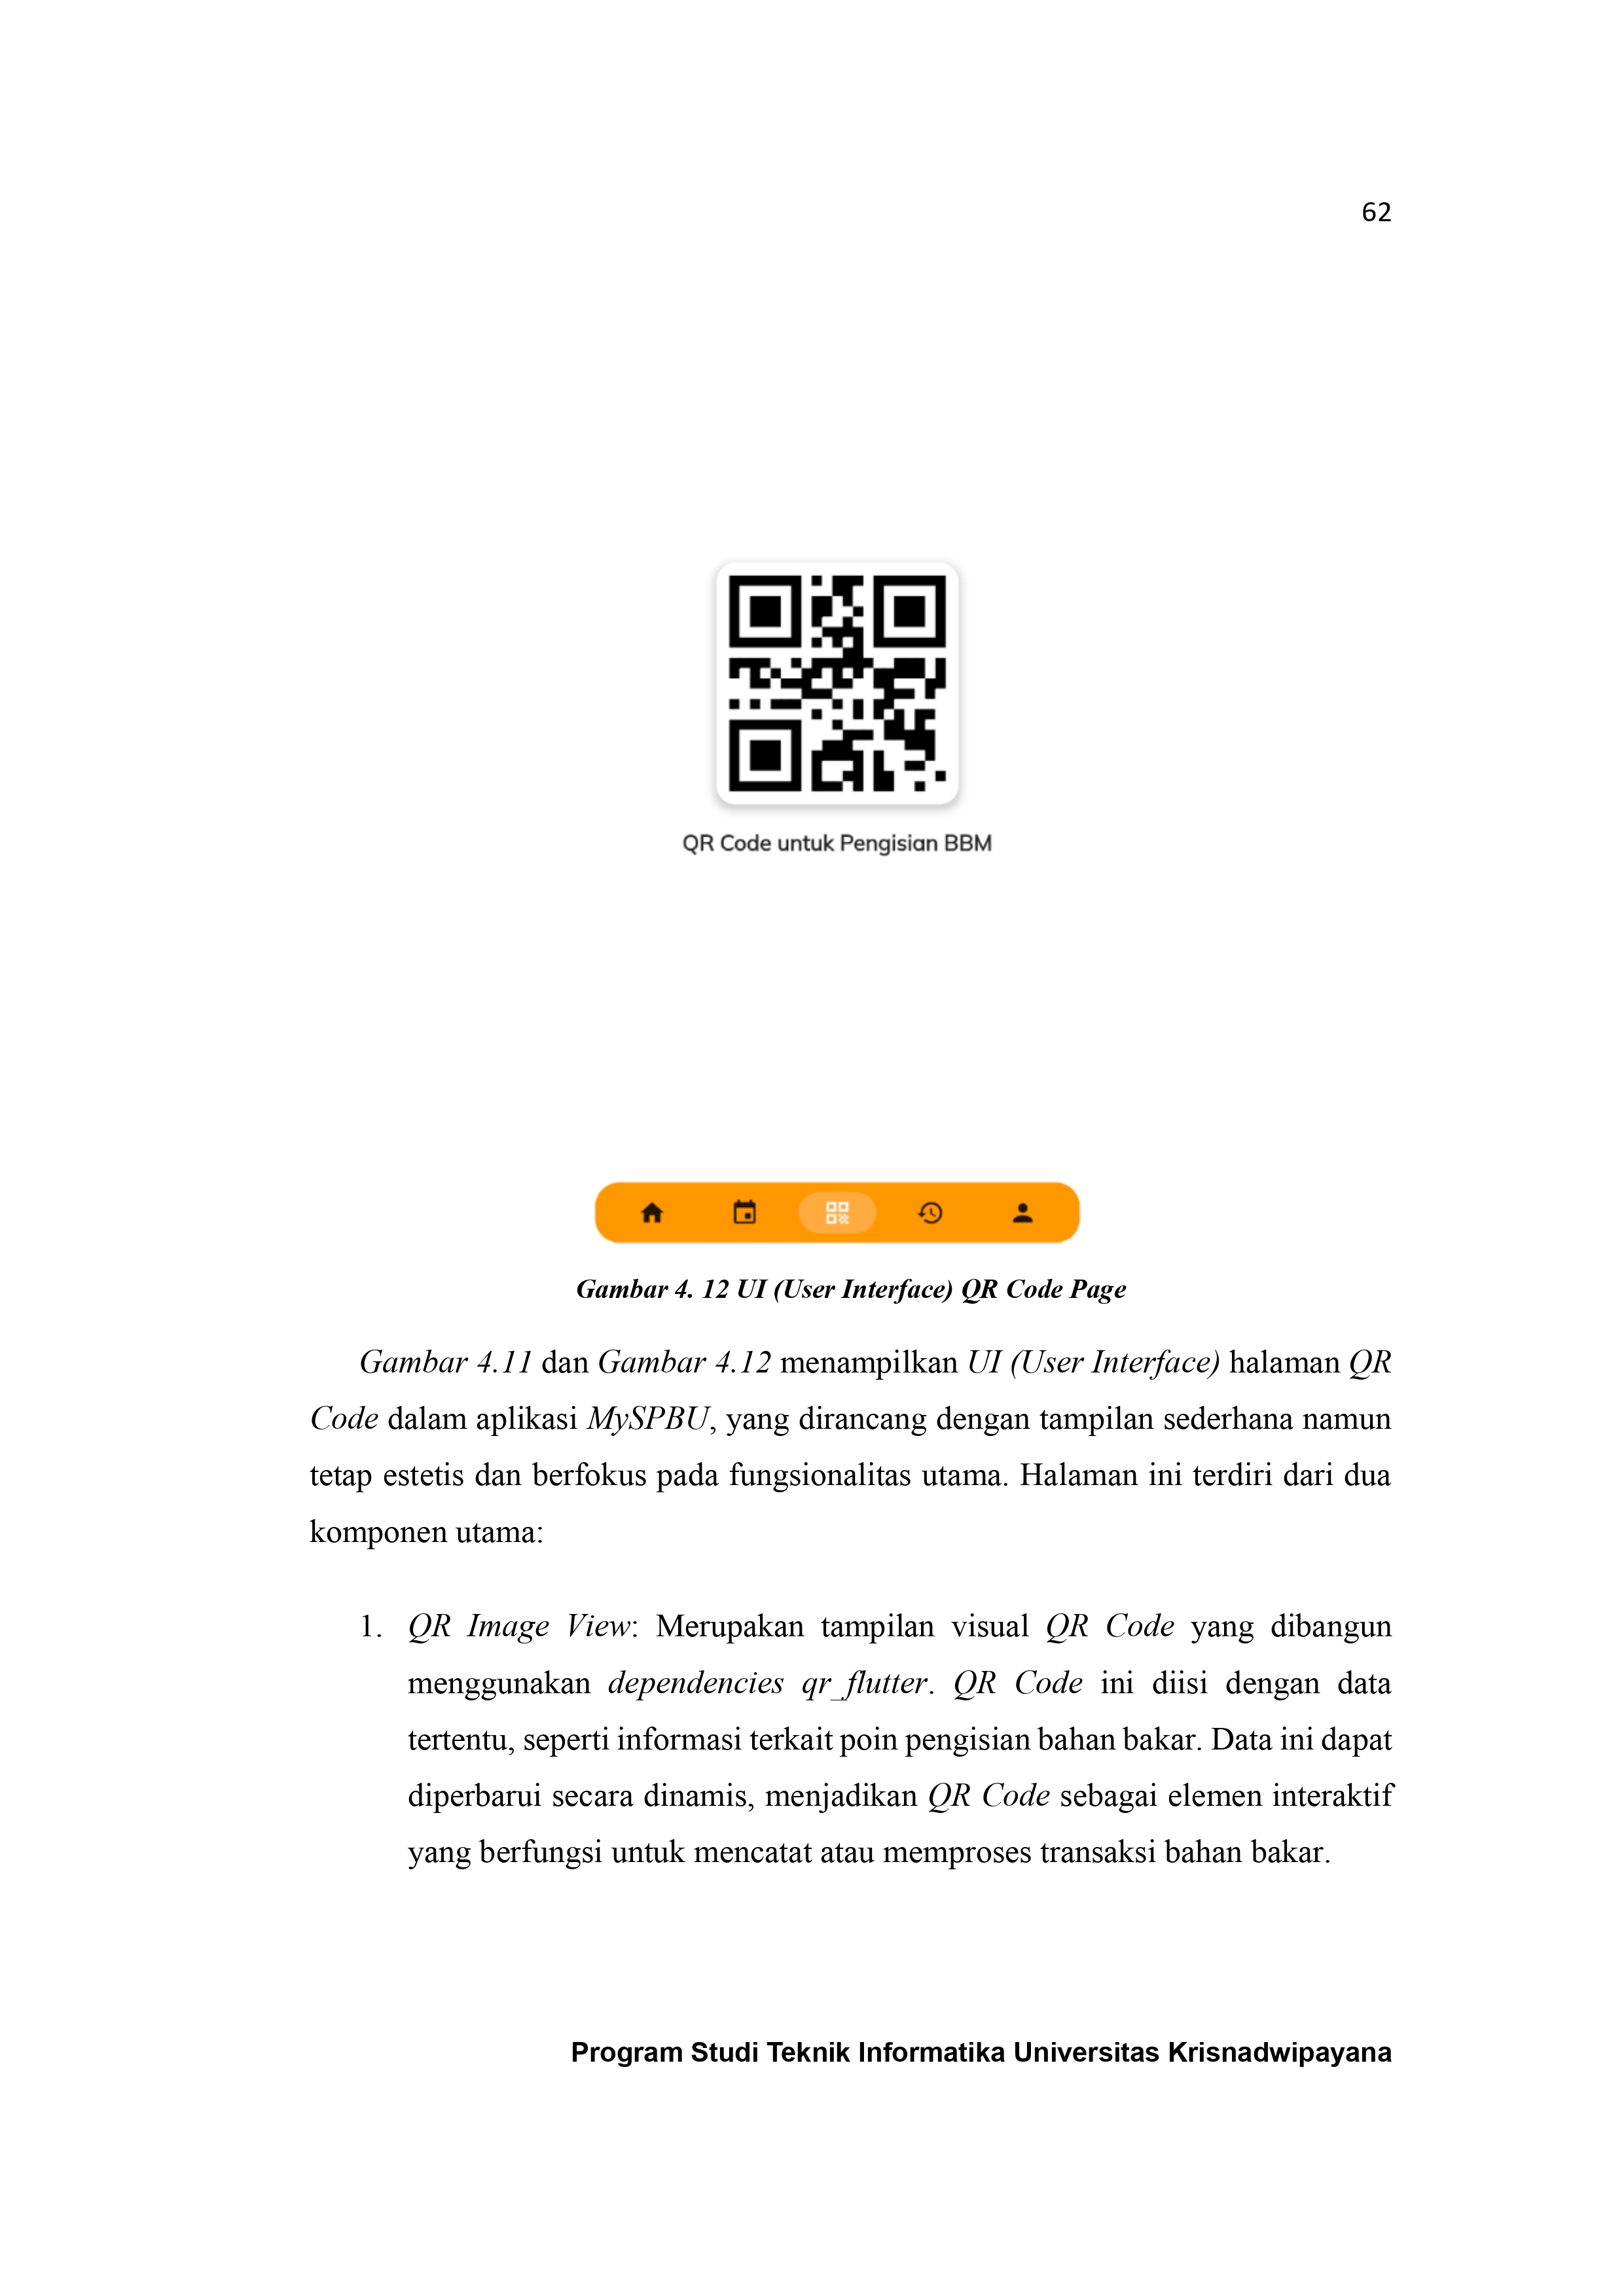 62
QR Code untuk Pengisian BBM
Gambar 4. 12 UI (User Interface) QR Code Page
Gambar 4.11 dan Gambar 4.12 menampilkan UI (User Interface) halaman QR
Code dalam aplikasi MySPBU, yang dirancang dengan tampilan sederhana namun
tetap estetis dan berfokus pada fungsionalitas utama. Halaman ini terdiri dari dua
komponen utama:
1. QR Image View: Merupakan tampilan visual QR Code yang dibangun
menggunakan dependencies qr_flutter. QR Code ini diisi dengan data
tertentu, seperti informasi terkait poin pengisian bahan bakar. Data ini dapat
diperbarui secara dinamis, menjadikan QR Code sebagai elemen interaktif
yang berfungsi untuk mencatat atau memproses transaksi bahan bakar.
Program Studi Teknik Informatika Universitas Krisnadwipayana